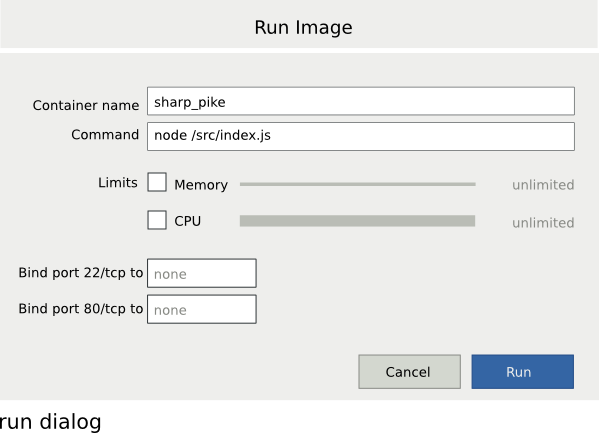 Run Image
Container name sharp_pike
Command node /src/index.js
Limits Memory unlimited
CPU unlimited
Bind port 22/tcp to none
Bind port 80/tcp to none
Cancel Run
run dialog